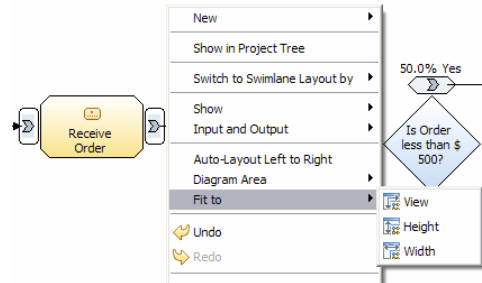 New
Show in Project Tree
Switch to Swimlane Layout by
Show
Input and Output
Auto-Layout Left to Right
Diagram Area
Fit to
Undo
Redo
View
Height
Width
Receive
Order
50.0% Yes
Is Order
less than $
500?